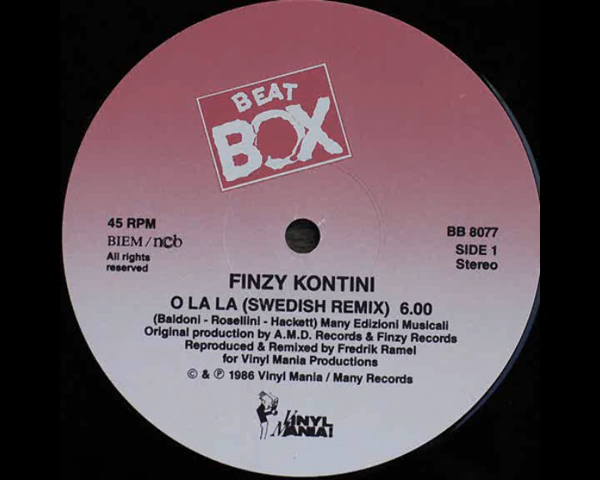 BEAT
BOX
45 RPM
BIEM/ncb
All rights
reserved
BB 8077
SIDE 1
Stereo
FINZY KONTINI
O LA LA (SWEDISH REMIX) 6.00
(Baldoni - Rosellini - Hackett) Many Edizioni Musicali
Original production by A.M.D. Records & Finzy Records
Reproduced & Remixed by Fredrik Ramel
for Vinyl Mania Productions
© & ℗ 1986 Vinyl Mania / Many Records
VINYL
MANIA!